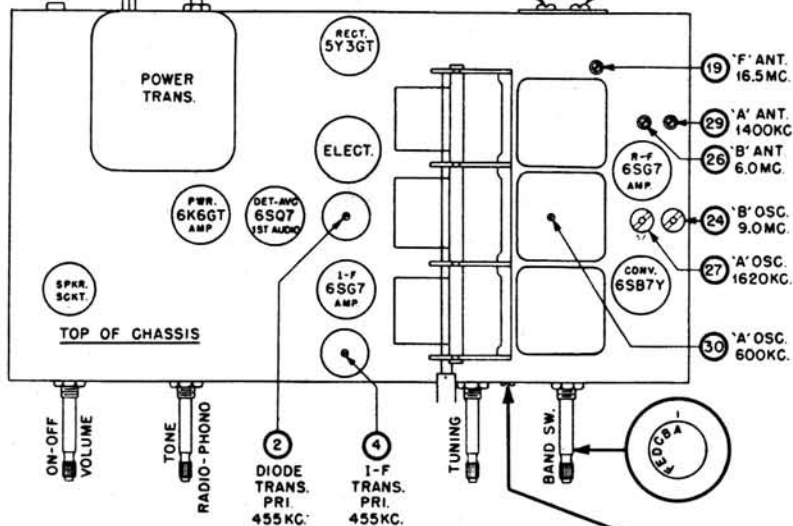 RECT.
5Y3GT
POWER
TRANS.
ELECT.
PWR.
6K6GT
AMP
DET-AVC
6SQ7
1ST AUDIO
I-F
6SG7
AMP
SPKR.
SCKT.
TOP OF CHASSIS
R-F
6SG7
AMP.
CONV.
6SB7Y
19 'F' ANT.
16.5MC.
29 'A' ANT.
1400KC
26 'B' ANT
6.0MC.
24 'B' OSC.
9.0MC.
27 'A' OSC.
1620KC.
30 'A' OSC.
600KC.
ON-OFF
VOLUME
TONE
RADIO-PHONO
2
DIODE
TRANS.
PRI.
455KC.
4
I-F
TRANS.
PRI.
455KC.
TUNING
BAND SW.
FEDCBA